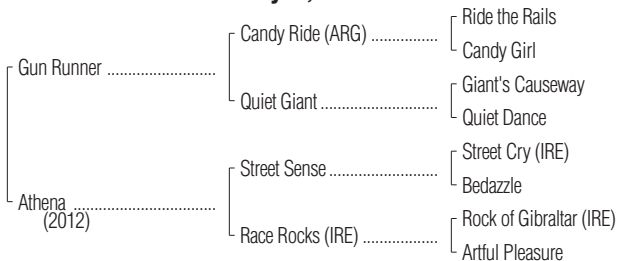 Ride the Rails
Candy Ride (ARG) ................
Candy Girl
Gun Runner ..........................
Giant's Causeway
Quiet Giant ............................
Quiet Dance
Street Cry (IRE)
Street Sense ..........................
Bedazzle
Athena ..................................
(2012)
Rock of Gibraltar (IRE)
Race Rocks (IRE) ..................
Artful Pleasure